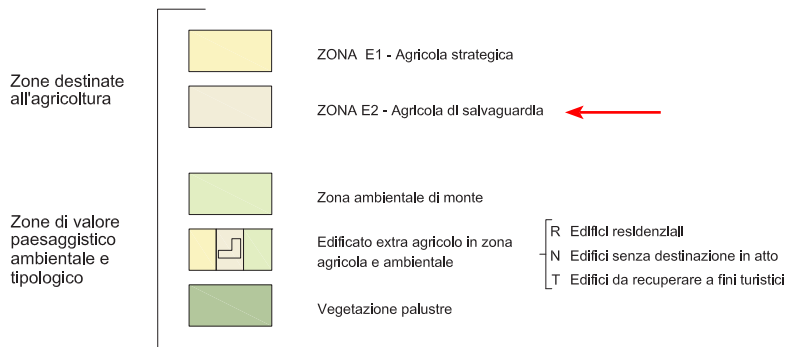 Zone destinate
all'agricoltura
ZONA E1 - Agricola strategica
ZONA E2 - Agricola di salvaguardia
Zone di valore
paesaggistico
ambientale e
tipologico
Zona ambientale di monte
Edificato extra agricolo in zona
agricola e ambientale
R Edifici residenziali
N Edifici senza destinazione in atto
T Edifici da recuperare a fini turistici
Vegetazione palustre